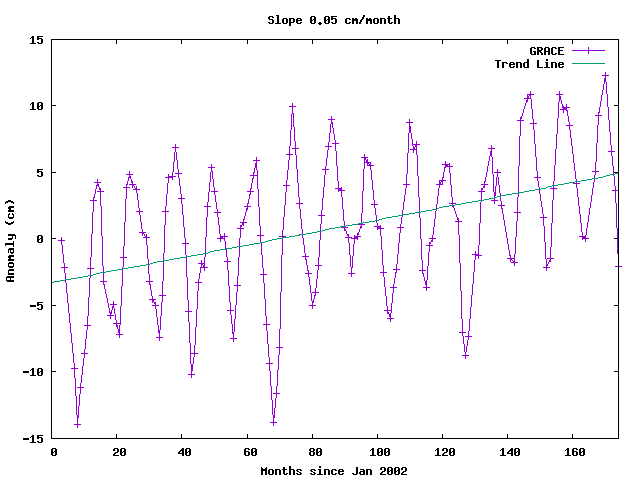 Slope 0.05 cm/month
GRACE
Trend Line
15
10
5
0
-5
-10
-15
Anomaly (cm)
0 20 40 60 80 100 120 140 160
Months since Jan 2002